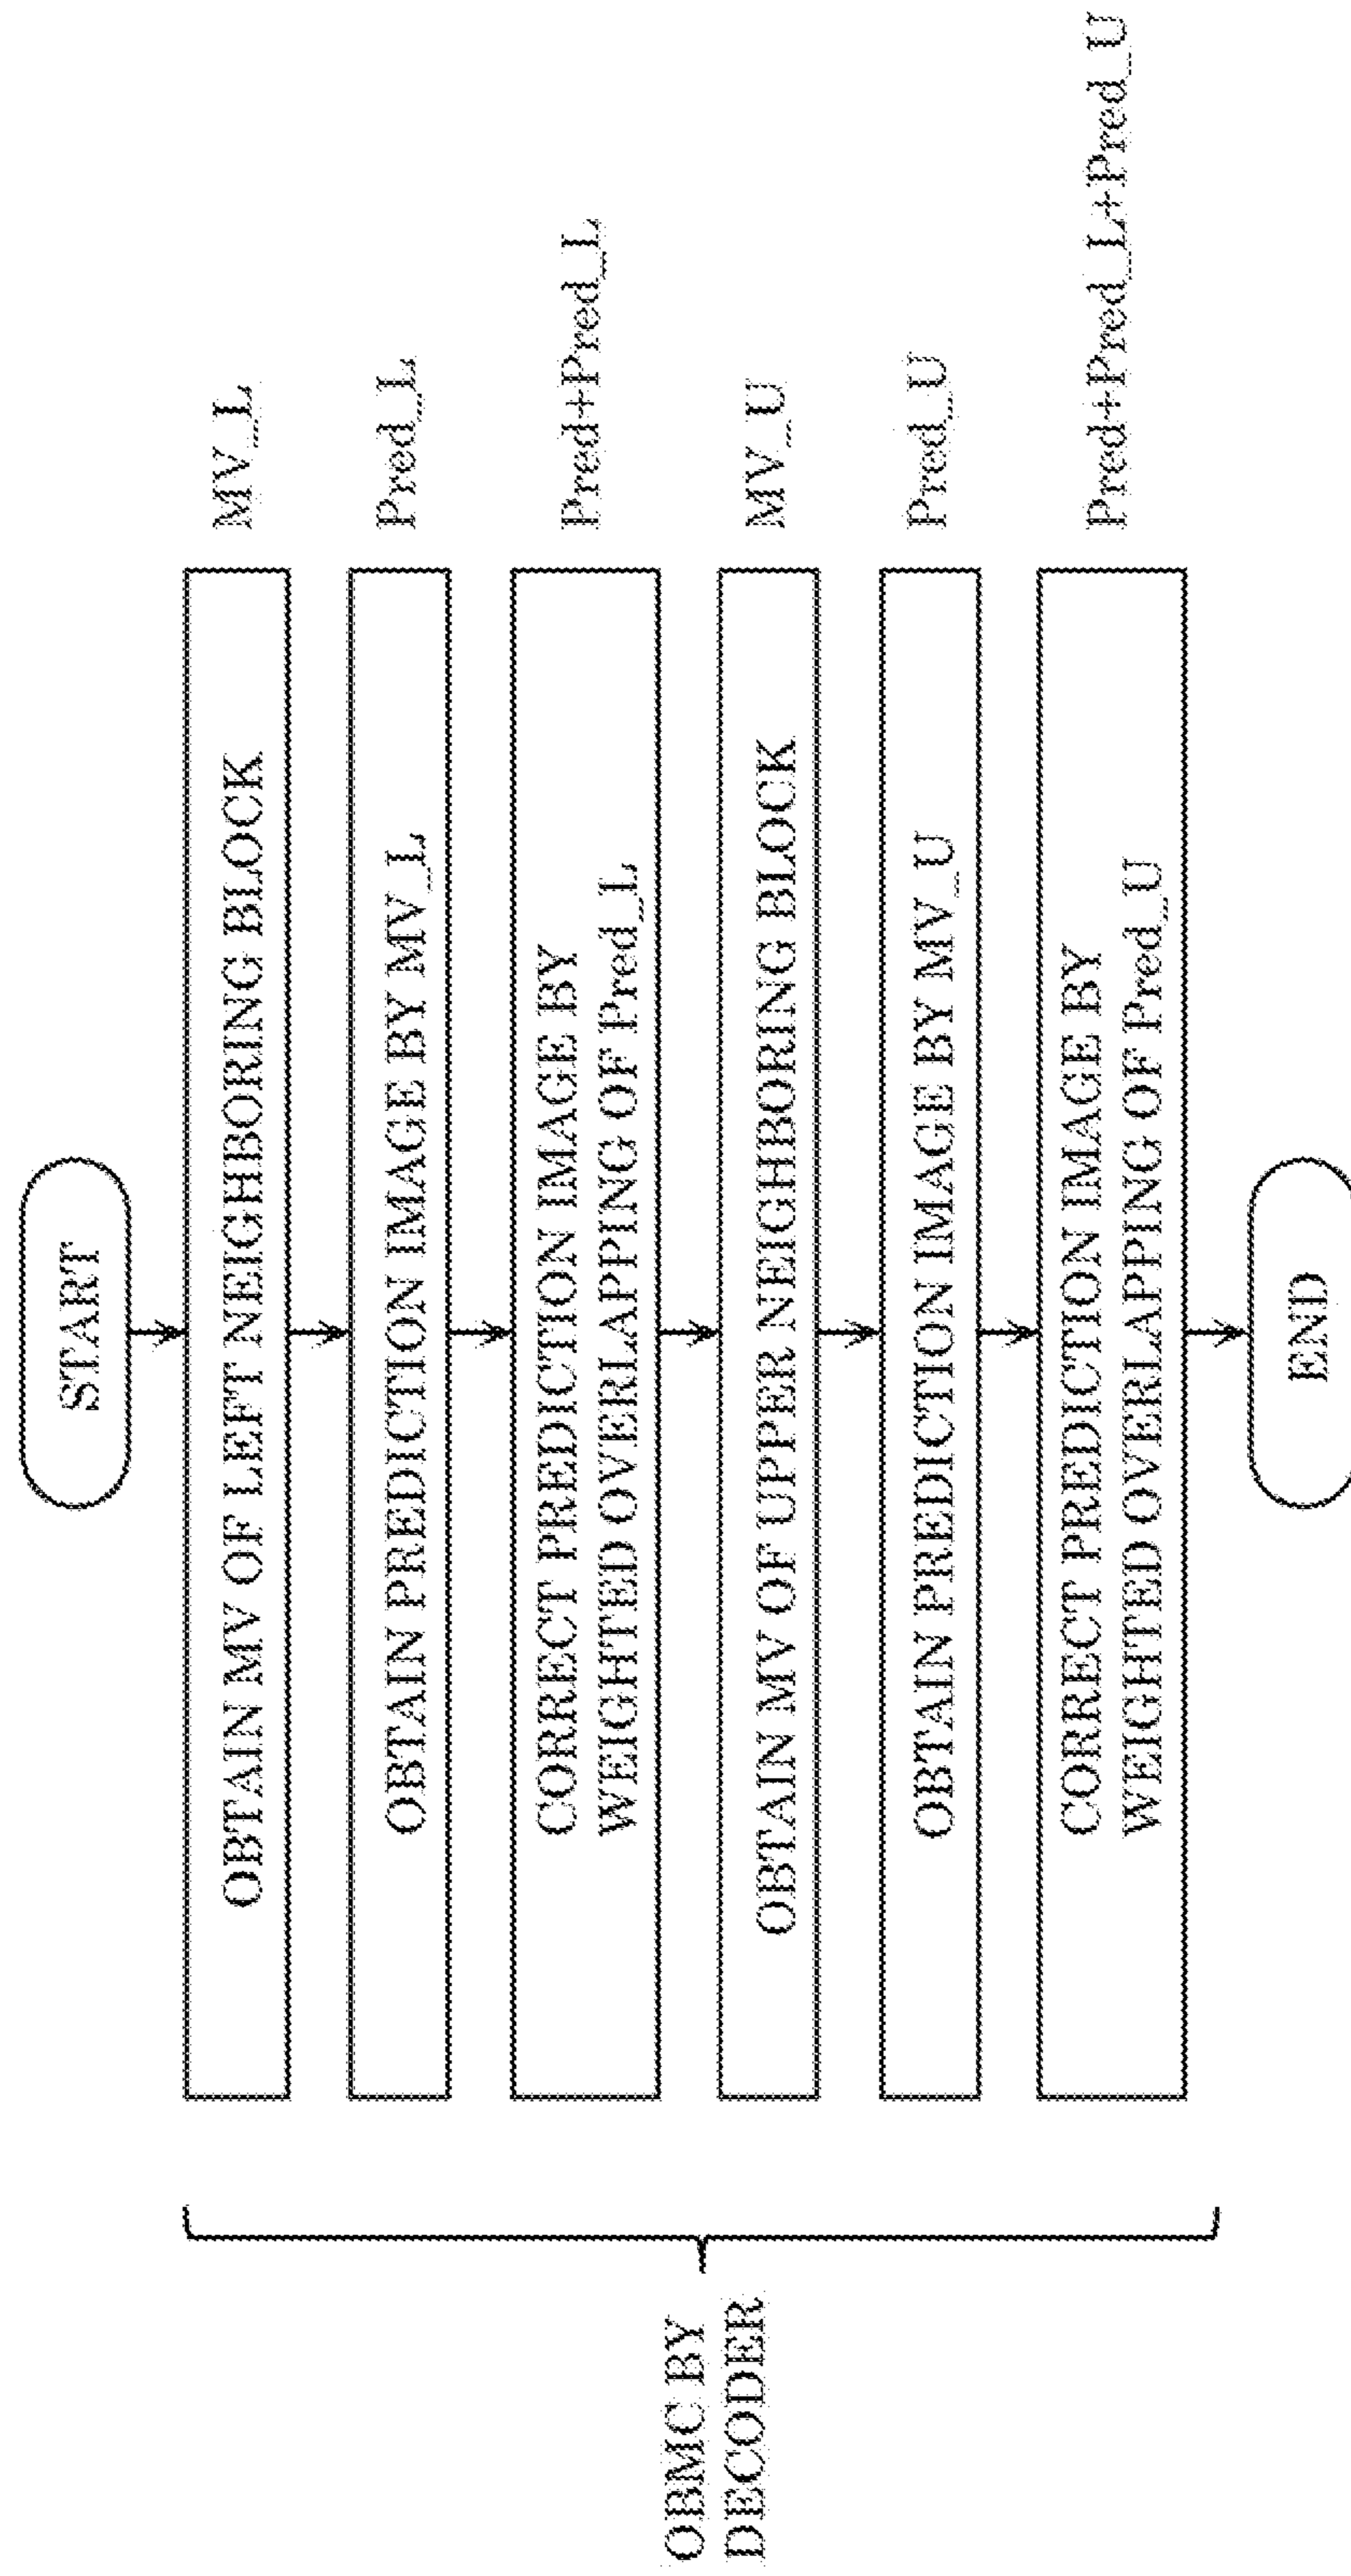 START
OBTAIN MV OF LEFT NEIGHBORING BLOCK
MV_L
OBTAIN PREDICTION IMAGE BY MV_L
Pred_L
CORRECT PREDICTION IMAGE BY
WEIGHTED OVERLAPPING OF Pred_L
Pred+Pred_L
OBMC BY
DECODER
OBTAIN MV OF UPPER NEIGHBORING BLOCK
MV_U
OBTAIN PREDICTION IMAGE BY MV_U
Pred_U
CORRECT PREDICTION IMAGE BY
WEIGHTED OVERLAPPING OF Pred_U
Pred+Pred_L+Pred_U
END